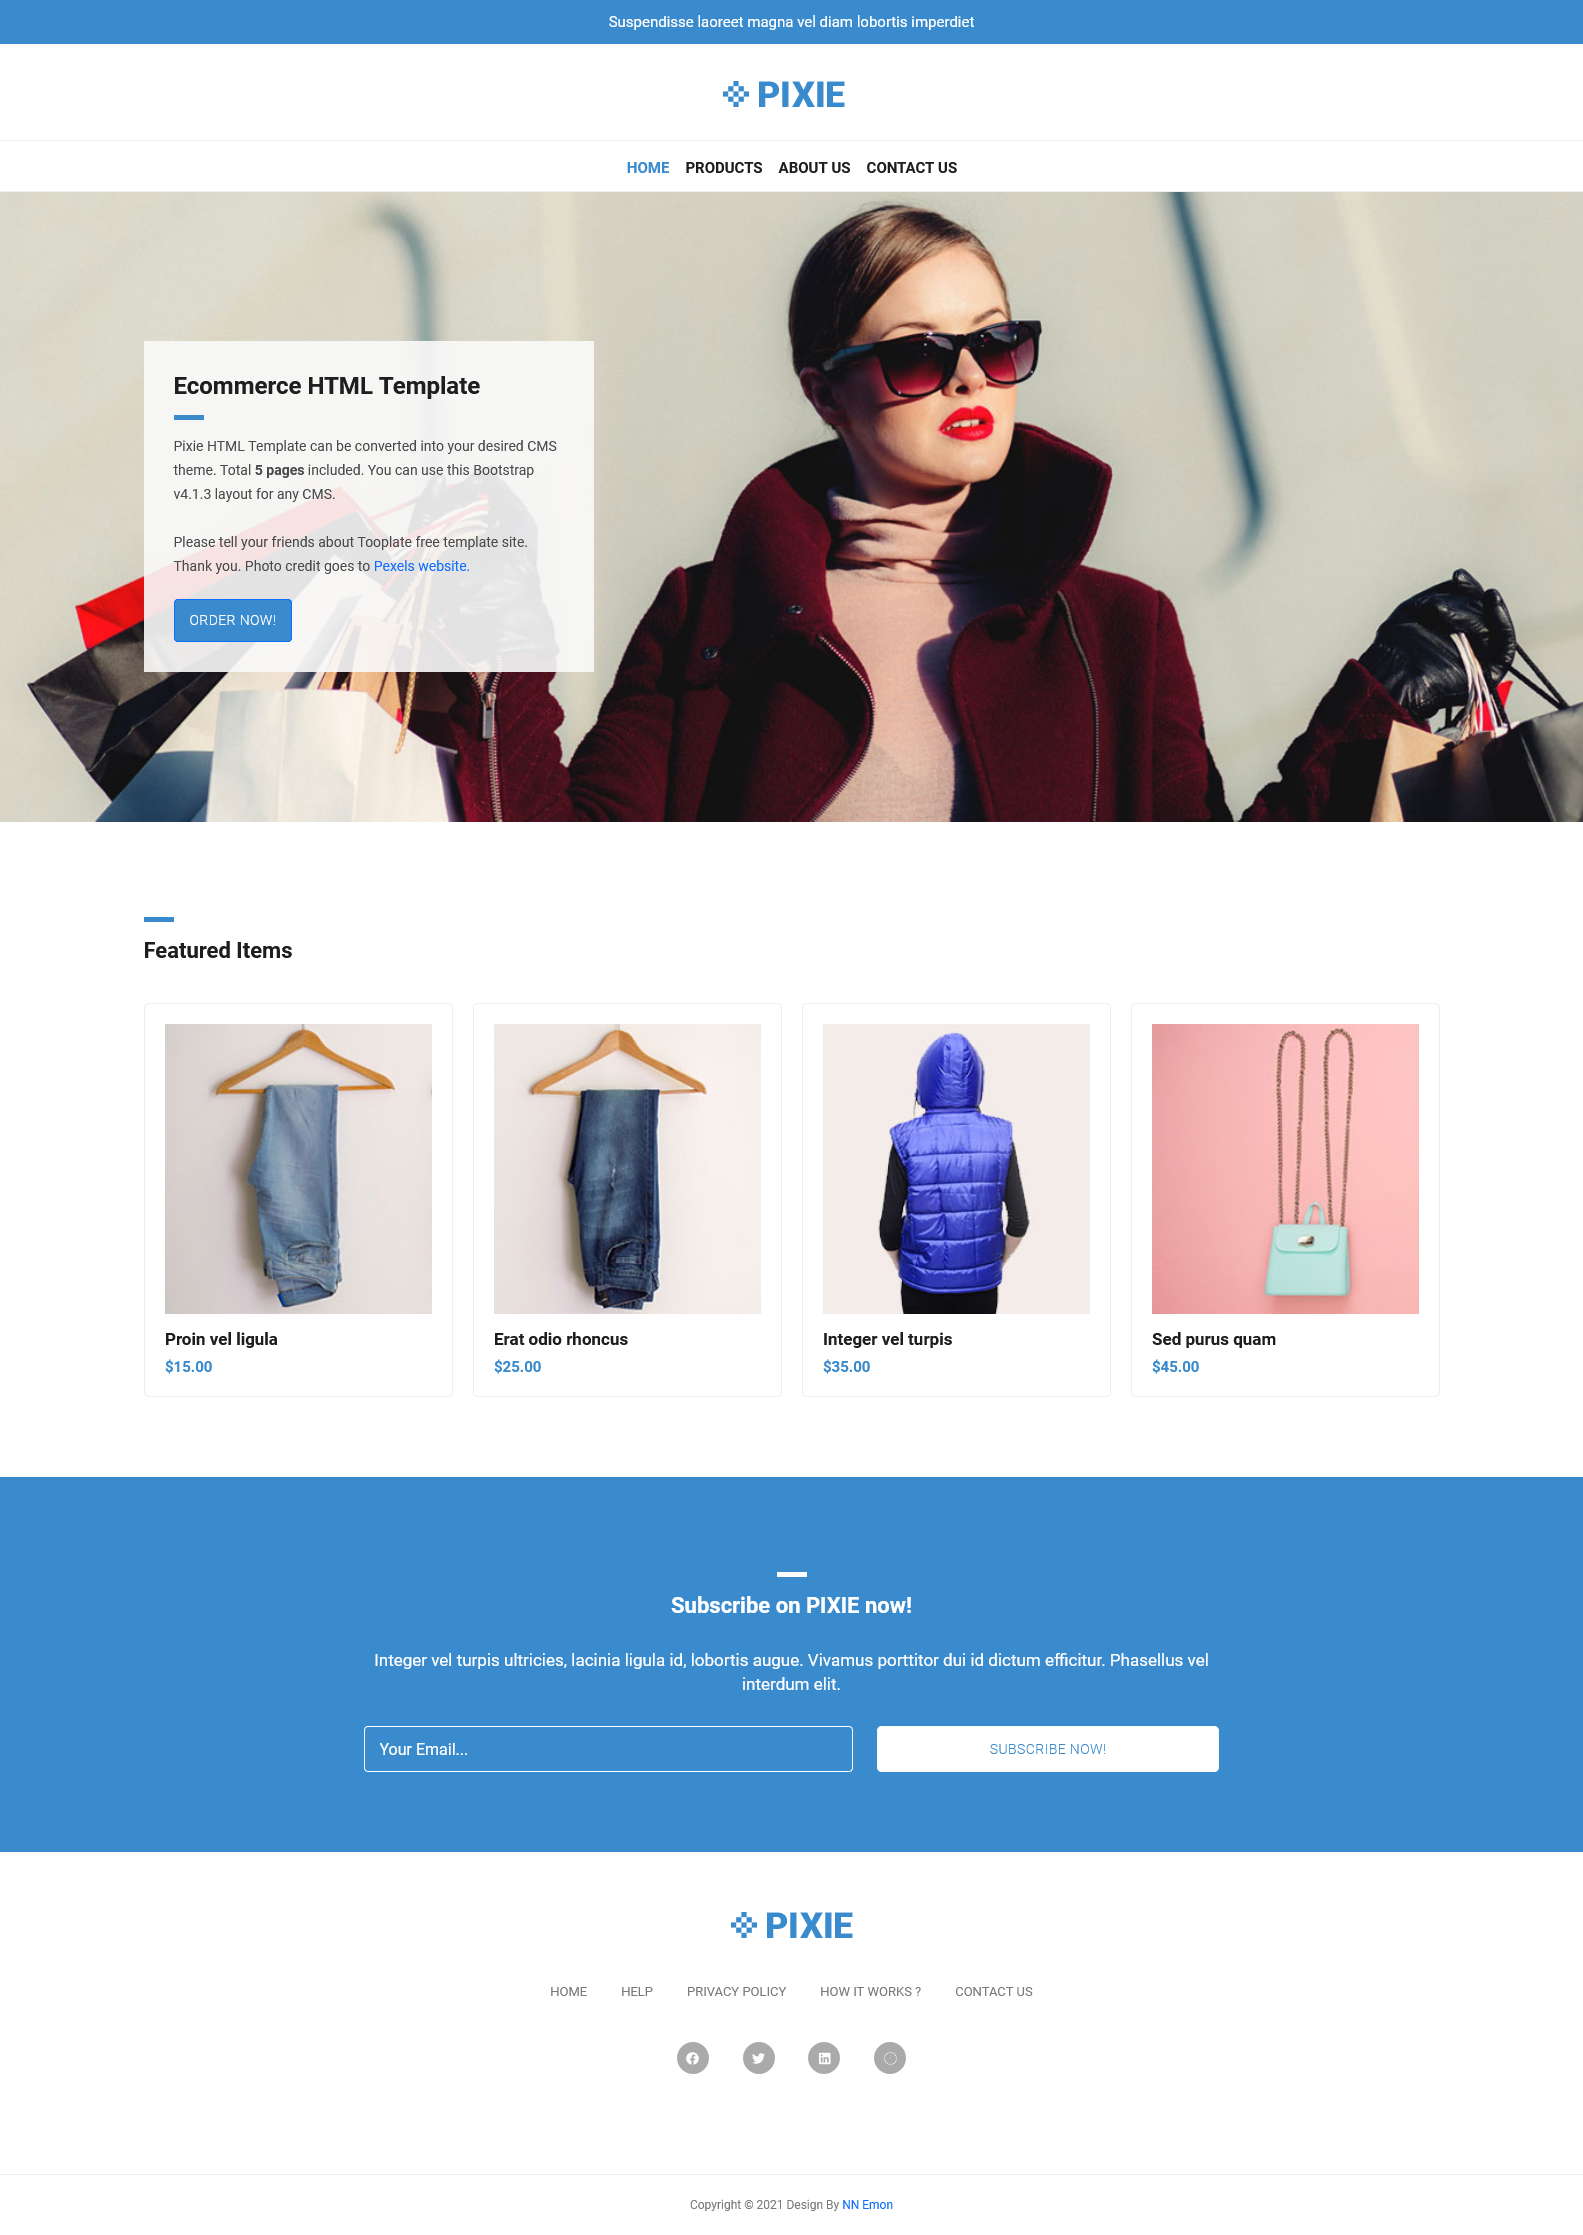 Suspendisse laoreet magna vel diam lobortis imperdiet
PIXIE
HOME PRODUCTS ABOUT US CONTACT US
Ecommerce HTML Template
Pixie HTML Template can be converted into your desired CMS
theme. Total 5 pages included. You can use this Bootstrap
v4.1.3 layout for any CMS.
Please tell your friends about Tooplate free template site.
Thank you. Photo credit goes to Pexels website.
ORDER NOW!
Featured Items
Proin vel ligula
$15.00
Erat odio rhoncus
$25.00
Integer vel turpis
$35.00
Sed purus quam
$45.00
Subscribe on PIXIE now!
Integer vel turpis ultricies, lacinia ligula id, lobortis augue. Vivamus porttitor dui id dictum efficitur. Phasellus vel
interdum elit.
Your Email...
SUBSCRIBE NOW!
PIXIE
HOME HELP PRIVACY POLICY HOW IT WORKS ? CONTACT US
Copyright © 2021 Design By NN Emon